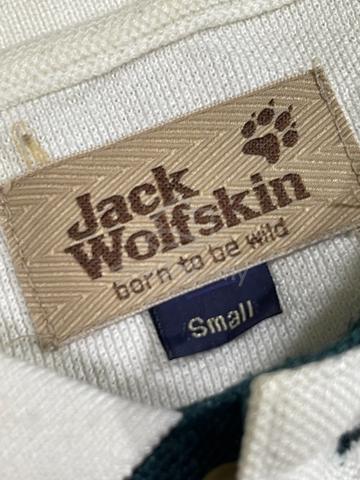 Jack
Wolfskin
born to be wild
Small